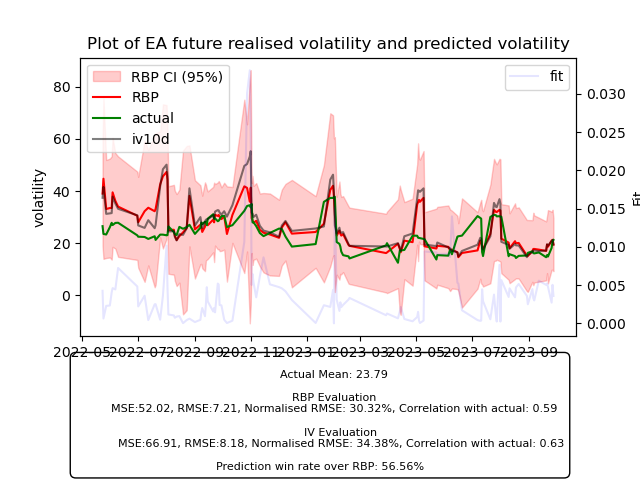 Plot of EA future realised volatility and predicted volatility
RBP CI (95%)
RBP
actual
iv10d
fit
80
60
40
20
0
volatility
0.030
0.025
0.020
0.015
0.010
0.005
0.000
Fit
2022-05 2022-07 2022-09 2022-11 2023-01 2023-03 2023-05 2023-07 2023-09
Actual Mean: 23.79
RBP Evaluation
MSE:52.02, RMSE:7.21, Normalised RMSE: 30.32%, Correlation with actual: 0.59
IV Evaluation
MSE:66.91, RMSE:8.18, Normalised RMSE: 34.38%, Correlation with actual: 0.63
Prediction win rate over RBP: 56.56%